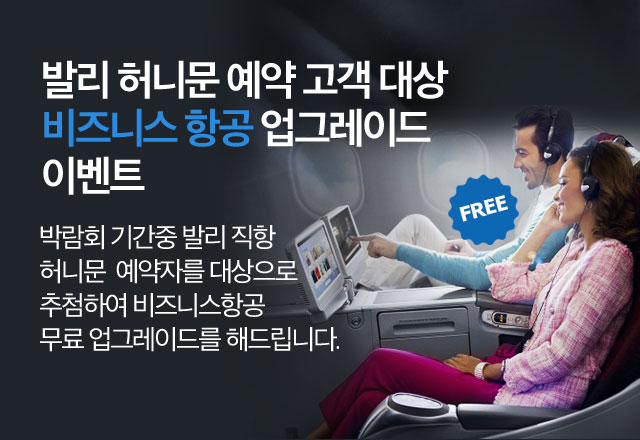 발리 허니문 예약 고객 대상
비즈니스 항공 업그레이드
이벤트
FREE
박람회 기간중 발리 직항
허니문 예약자를 대상으로
추첨하여 비즈니스항공
무료 업그레이드를 해드립니다.